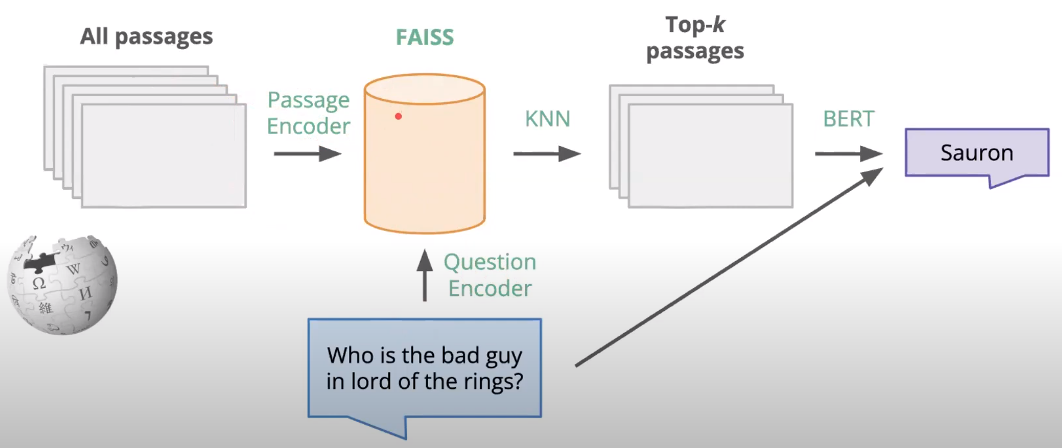 All passages
FAISS
Top-k
passages
Passage
Encoder
KNN
BERT
Sauron
Question
Encoder
Who is the bad guy
in lord of the rings?
Ω
W
И
維